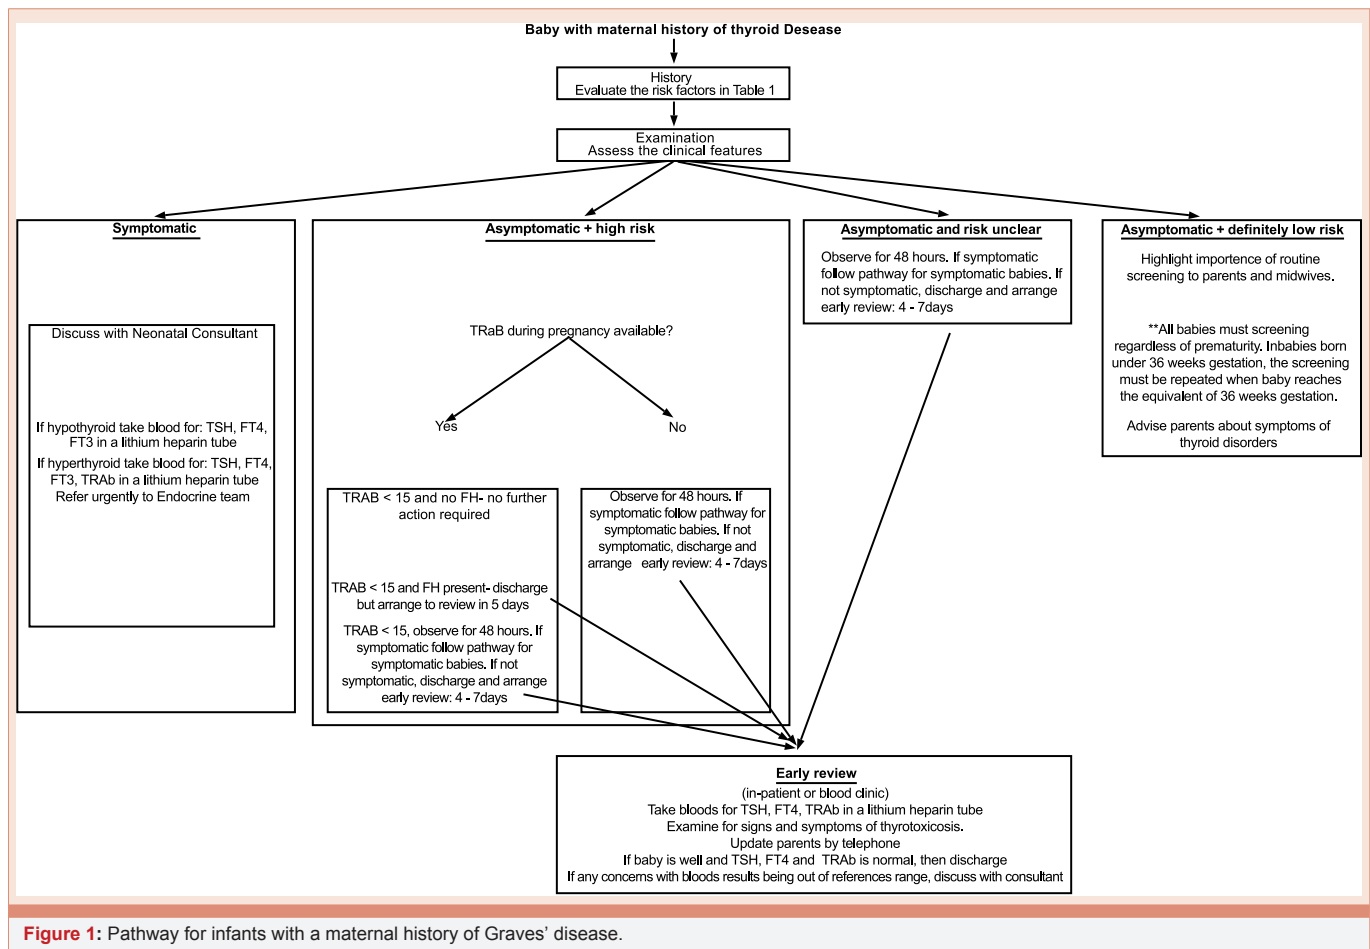 Baby with maternal history of thyroid Desease
History
Evaluate the risk factors in Table 1
Examination
Assess the clinical features
Symptomatic
Discuss with Neonatal Consultant
If hypothyroid take blood for: TSH, FT4,
FT3 in a lithium heparin tube
If hyperthyroid take blood for: TSH, FT4,
FT3, TRAb in a lithium heparin tube
Refer urgently to Endocrine team
Asymptomatic + high risk
TRaB during pregnancy available?
Yes
No
TRAB < 15 and no FH- no further
action required
TRAB < 15 and FH present- discharge
but arrange to review in 5 days
TRAB < 15, observe for 48 hours. If
symptomatic follow pathway for
symptomatic babies. If not
symptomatic, discharge and arrange
early review: 4 - 7days
Observe for 48 hours. If
symptomatic follow pathway for
symptomatic babies. If not
symptomatic, discharge and
arrange early review: 4 - 7days
Asymptomatic and risk unclear
Observe for 48 hours. If symptomatic
follow pathway for symptomatic babies. If
not symptomatic, discharge and arrange
early review: 4 - 7days
Asymptomatic + definitely low risk
Highlight importence of routine
screening to parents and midwives.
**All babies must screening
regardless of prematurity. Inbabies born
under 36 weeks gestation, the screening
must be repeated when baby reaches
the equivalent of 36 weeks gestation.
Advise parents about symptoms of
thyroid disorders
Early review
(in-patient or blood clinic)
Take bloods for TSH, FT4, TRAb in a lithium heparin tube
Examine for signs and symptoms of thyrotoxicosis.
Update parents by telephone
If baby is well and TSH, FT4 and TRAb is normal, then discharge
If any concerns with bloods results being out of references range, discuss with consultant
Figure 1: Pathway for infants with a maternal history of Graves' disease.